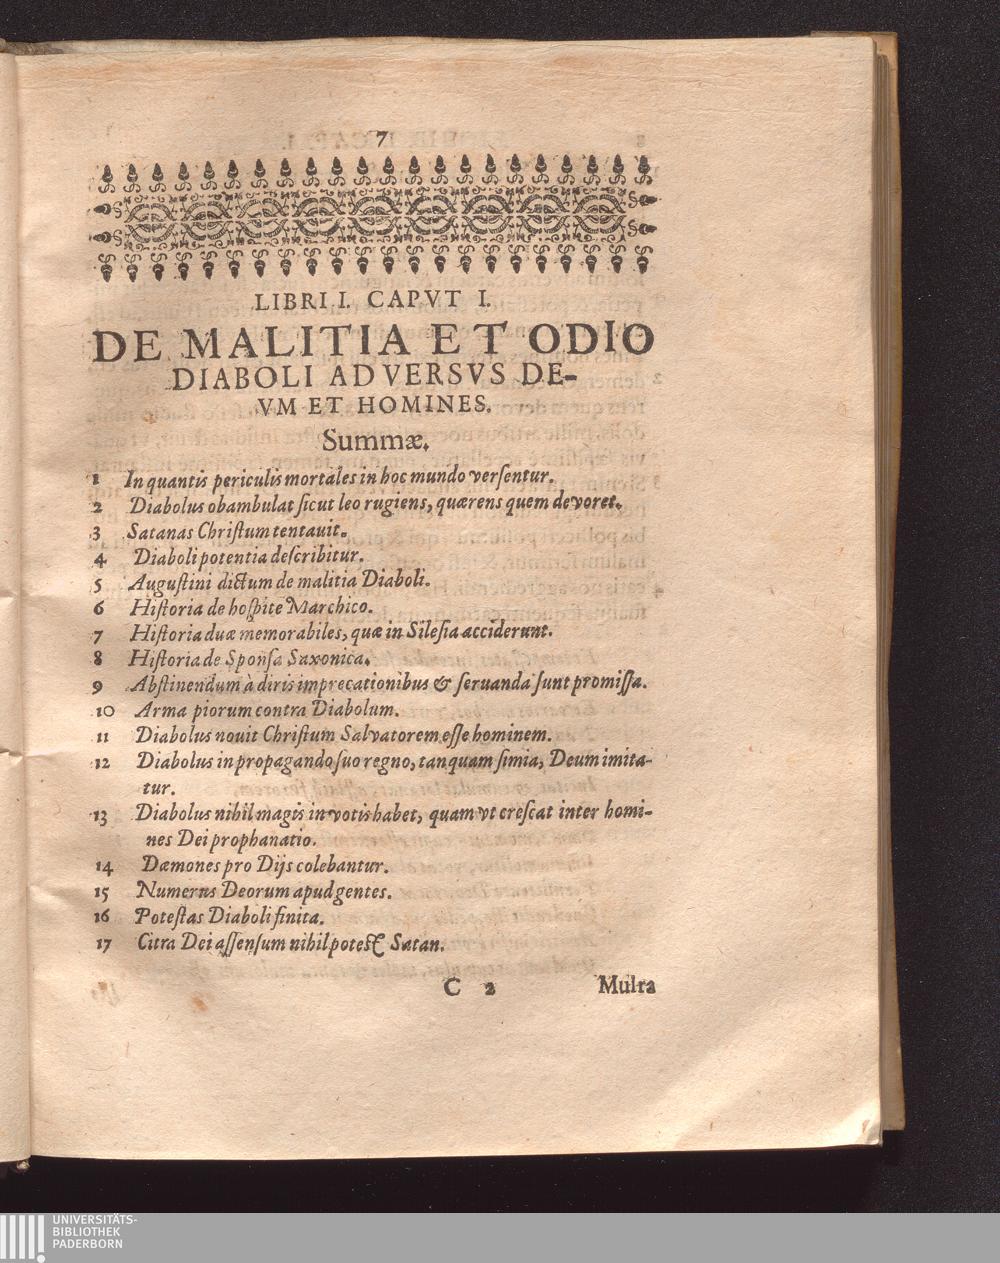 7
LIBRI I. CAPVT I.
DE MALITIA ET ODIO
DIABOLI ADVERSVS DE-
VM ET HOMINES.
Summæ.
1 In quantis periculis mortales in hoc mundo verſentur.
2 Diabolus obambulat ſicut leo rugiens, quærens quem devoret.
3 Satanas Chriſtum tentauit.
4 Diaboli potentia deſcribitur.
5 Auguſtini dictum de malitia Diaboli.
6 Hiſtoria de hoſpite Marchico.
7 Hiſtoria duæ memorabiles, quæ in Sileſia acciderunt.
8 Hiſtoria de Sponſa Saxonica.
9 Abſtinendum à diris imprecationibus & ſeruanda ſunt promiſſa.
10 Arma piorum contra Diabolum.
11 Diabolus novit Chriſtum Salvatorem eſſe hominem.
12 Diabolus in propagando ſuo regno, tanquam ſimia, Deum imita-
tur.
13 Diabolus nihil magis in votis habet, quam vt creſcat inter homi-
nes Dei prophanatio.
14 Dæmones pro Dijs colebantur.
15 Numerus Deorum apud gentes.
16 Poteſtas Diaboli finita.
17 Citra Dei aſſenſum nihil poteſt Satan.
C 2 Multa
UNIVERSITÄTS-
BIBLIOTHEK
PADERBORN